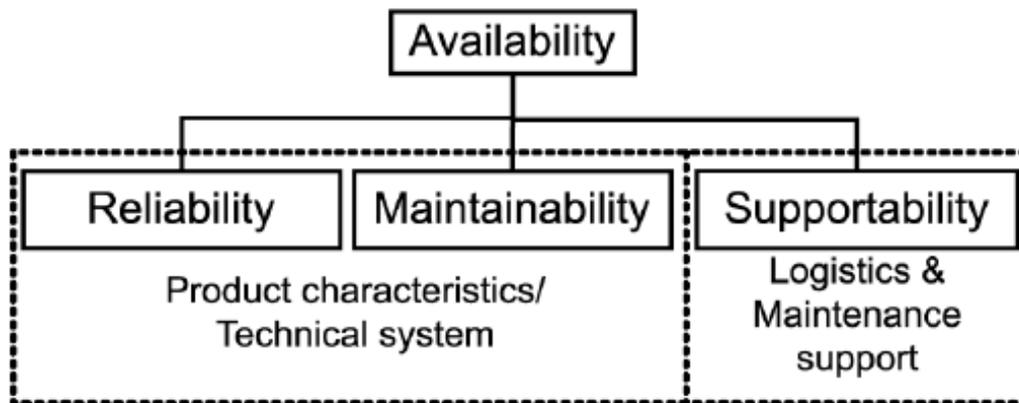 Availability
Reliability
Maintainability
Supportability
Product characteristics/
Technical system
Logistics &
Maintenance
support